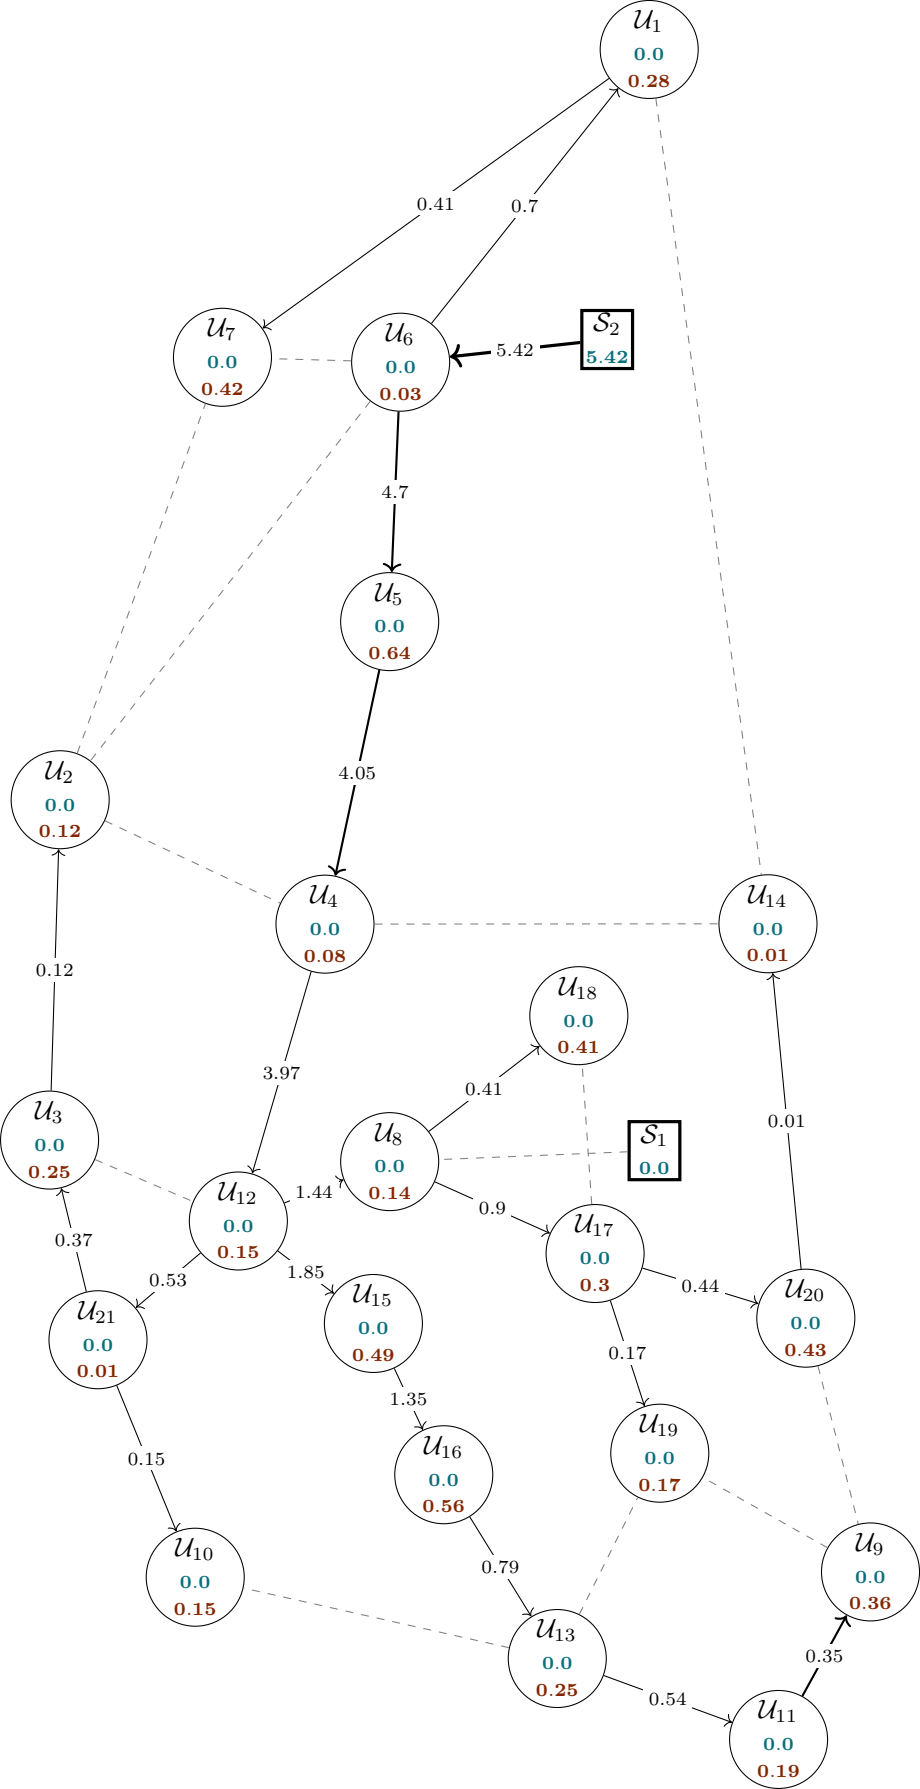 𝒰₁
0.0
0.28
0.41
0.7
𝒰₇
0.0
0.42
𝒰₆
0.0
0.03
5.42
𝒮₂
5.42
4.7
𝒰₅
0.0
0.64
4.05
𝒰₂
0.0
0.12
𝒰₄
0.0
0.08
𝒰₁₄
0.0
0.01
0.12
𝒰₁₈
0.0
0.41
3.97
0.41
0.01
𝒰₃
0.0
0.25
𝒰₈
0.0
0.14
𝒮₁
0.0
𝒰₁₂
0.0
0.15
1.44
0.9
𝒰₁₇
0.0
0.3
0.37
0.53
1.85
0.44
𝒰₂₁
0.0
0.01
𝒰₁₅
0.0
0.49
𝒰₂₀
0.0
0.43
0.17
1.35
0.15
𝒰₁₆
0.0
0.56
𝒰₁₉
0.0
0.17
𝒰₁₀
0.0
0.15
0.79
𝒰₉
0.0
0.36
𝒰₁₃
0.0
0.25
0.35
0.54
𝒰₁₁
0.0
0.19